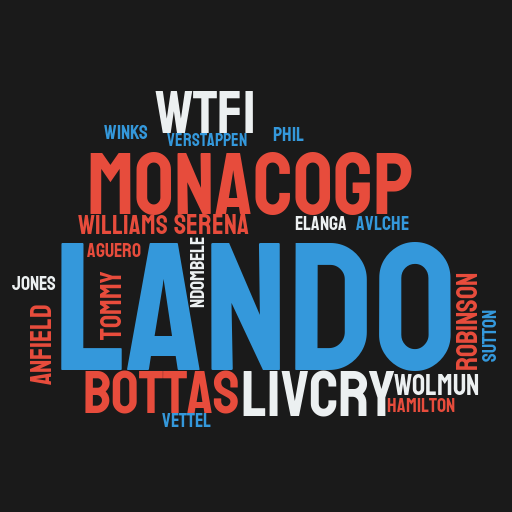 WTFI
WINKS
VERSTAPPEN
PHIL
MONACOGP
WILLIAMS SERENA
ELANGA
AVLCHE
AGUERO
NDOMBELE
LANDO
JONES
TOMMY
ANFIELD
ROBINSON
SUTTON
BOTTAS
LIVCRY
WOLMUN
HAMILTON
VETTEL